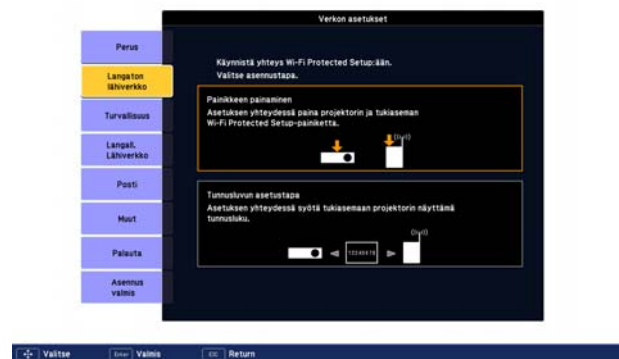 Verkon asetukset
Perus
Langaton
lähiverkko
Turvallisuus
Langall.
Lähiverkko
Posti
Muut
Palauta
Asennus
valmis
Käynnistä yhteys Wi-Fi Protected Setup:ään.
Valitse asennustapa.
Painikkeen painaminen
Asetuksen yhteydessä paina projektorin ja tukiaseman
Wi-Fi Protected Setup-painiketta.
Tunnusluvun asetustapa
Asetuksen yhteydessä syötä tukiasemaan projektorin näyttämä
tunnusluku.
Valitse
Enter Valmis
Esc Return